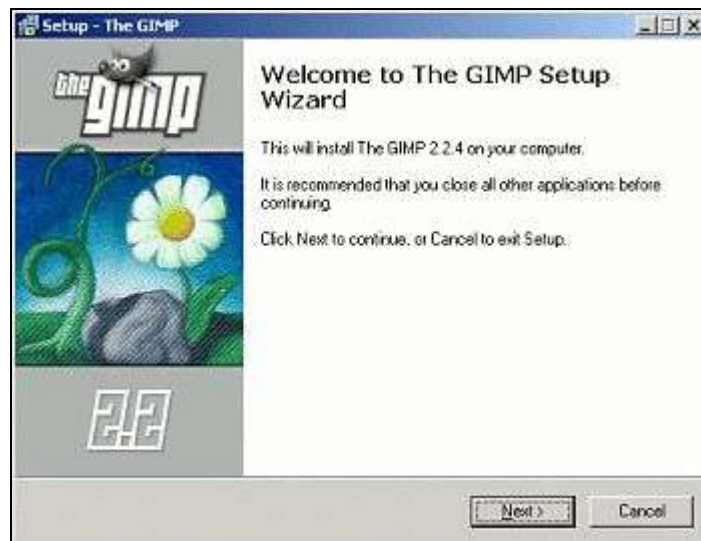 Setup - The GIMP
the
gimp
Welcome to The GIMP Setup
Wizard
This will install The GIMP 2.2.4 on your computer.
It is recommended that you close all other applications before
continuing.
Click Next to continue, or Cancel to exit Setup.
2.2
Next >
Cancel